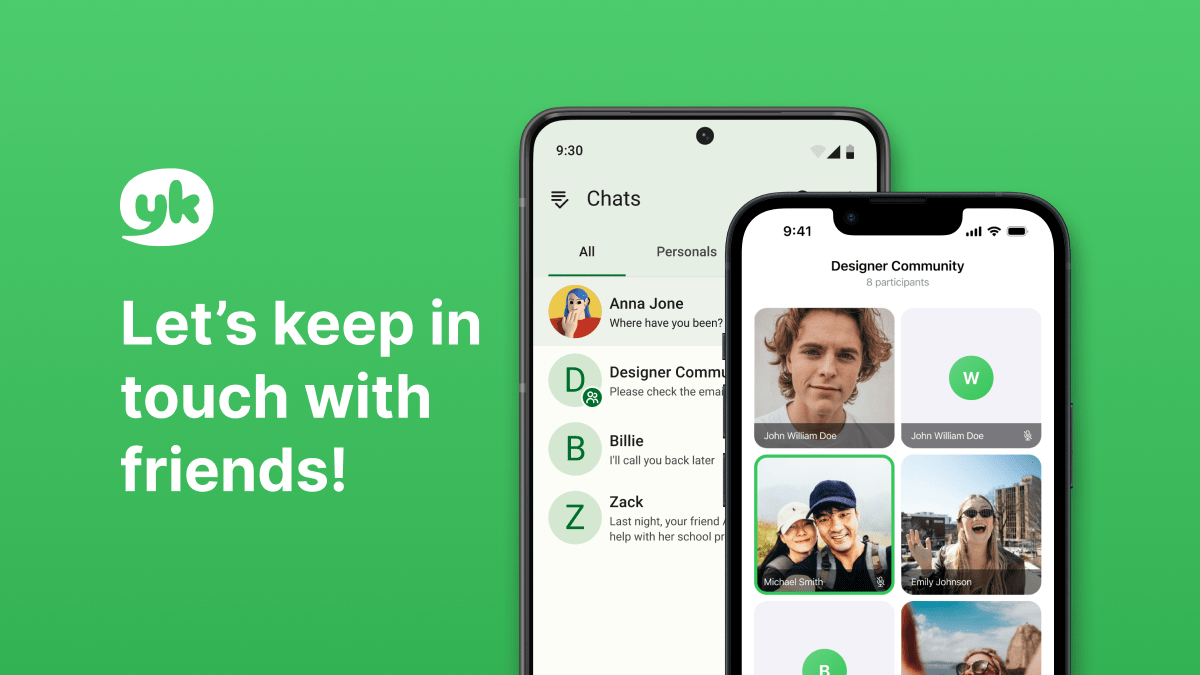 yk
Let's keep in
touch with
friends!
9:30
Chats
All Personals
Anna Jone
Where have you been?
D
Designer Commu
Please check the emai
B
Billie
I'll call you back later
Z
Zack
Last night, your friend
help with her school pr
9:41
Designer Community
8 participants
W
John William Doe
John William Doe
Michael Smith
Emily Johnson
B